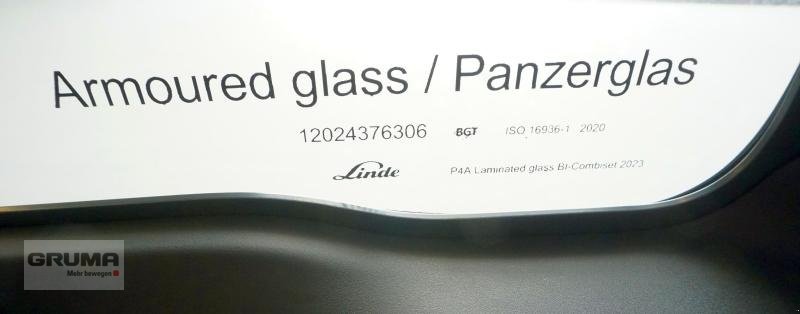 Armoured glass / Panzerglas
12024376306 BGT ISO 16936-1 2020
Linde P4A Laminated glass BI-Combiset 2023
GRUMA
Mehr bewegen